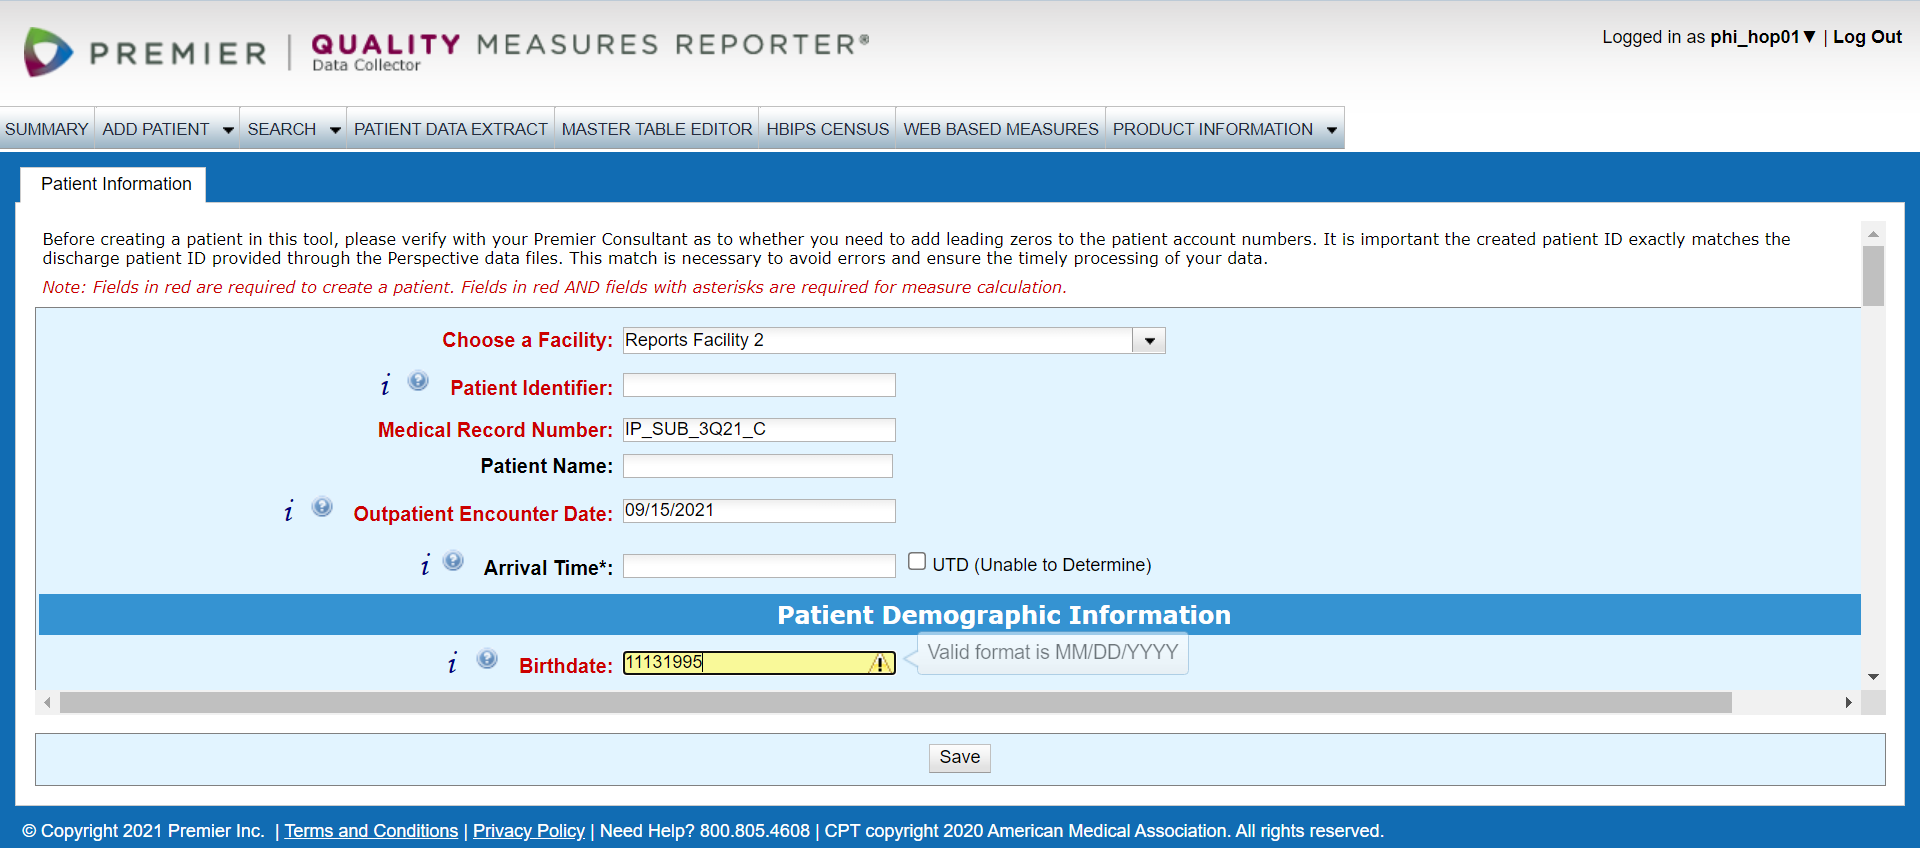 PREMIER | QUALITY MEASURES REPORTER®
Data Collector
Logged in as phi_hop01▼ | Log Out
SUMMARY ADD PATIENT SEARCH PATIENT DATA EXTRACT MASTER TABLE EDITOR HBIPS CENSUS WEB BASED MEASURES PRODUCT INFORMATION
Patient Information
Before creating a patient in this tool, please verify with your Premier Consultant as to whether you need to add leading zeros to the patient account numbers. It is important the created patient ID exactly matches the
discharge patient ID provided through the Perspective data files. This match is necessary to avoid errors and ensure the timely processing of your data.
Note: Fields in red are required to create a patient. Fields in red AND fields with asterisks are required for measure calculation.
Choose a Facility: Reports Facility 2
i ? Patient Identifier:
Medical Record Number: IP_SUB_3Q21_C
Patient Name:
i ? Outpatient Encounter Date: 09/15/2021
i ? Arrival Time*: UTD (Unable to Determine)
Patient Demographic Information
i ? Birthdate: 11131995 Valid format is MM/DD/YYYY
Save
© Copyright 2021 Premier Inc. | Terms and Conditions | Privacy Policy | Need Help? 800.805.4608 | CPT copyright 2020 American Medical Association. All rights reserved.